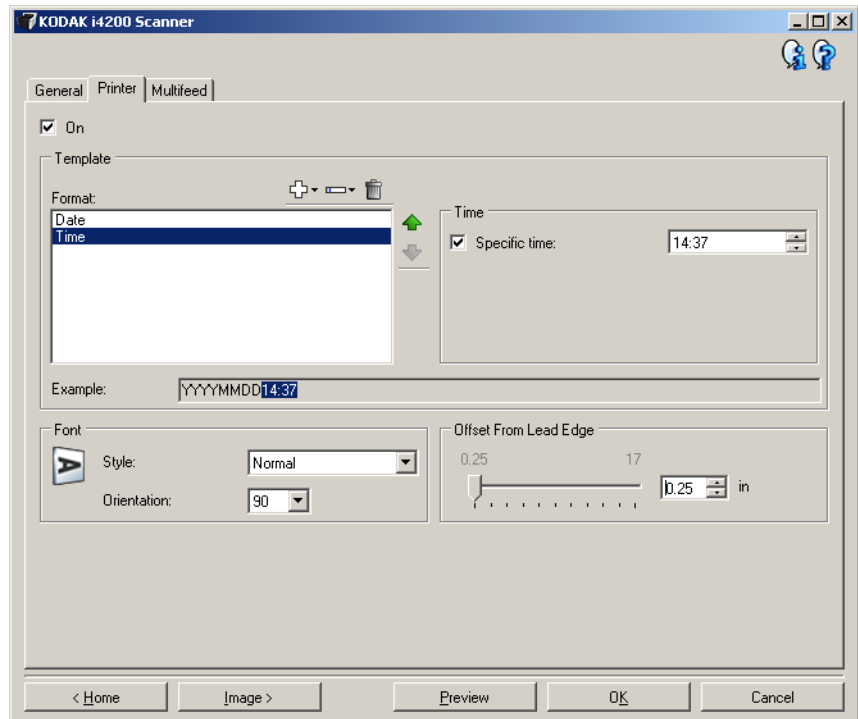 KODAK i4200 Scanner
General Printer Multifeed
On
Template
Format:
Date
Time
Time
Specific time: 14:37
Example: YYYYMMDD14:37
Font
A
Style: Normal
Orientation: 90
Offset From Lead Edge
0.25 17
0.25 in
< Home Image > Preview OK Cancel